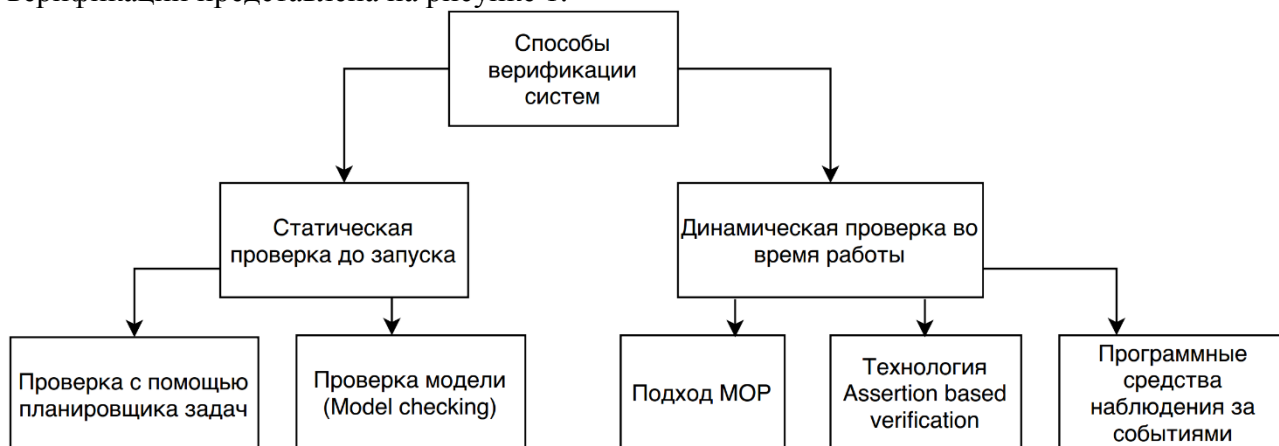 верификации представлена на рисунке 1.
Способы
верификации
систем
Статическая
проверка до запуска
Динамическая проверка во
время работы
Проверка с помощью
планировщика задач
Проверка модели
(Model checking)
Подход МОР
Технология
Assertion based
verification
Программные
средства
наблюдения за
событиями